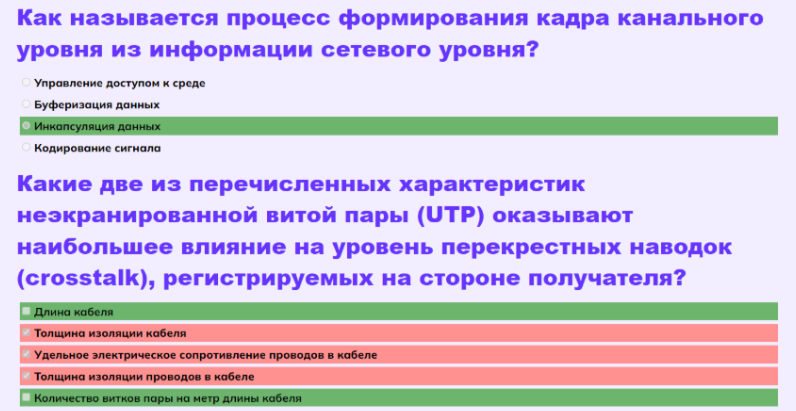 Как называется процесс формирования кадра канального
уровня из информации сетевого уровня?
Управление доступом к среде
Буферизация данных
Инкапсуляция данных
Кодирование сигнала
Какие две из перечисленных характеристик
неэкранированной витой пары (UTP) оказывают
наибольшее влияние на уровень перекрестных наводок
(crosstalk), регистрируемых на стороне получателя?
Длина кабеля
Толщина изоляции кабеля
Удельное электрическое сопротивление проводов в кабеле
Толщина изоляции проводов в кабеле
Количество витков пары на метр длины кабеля